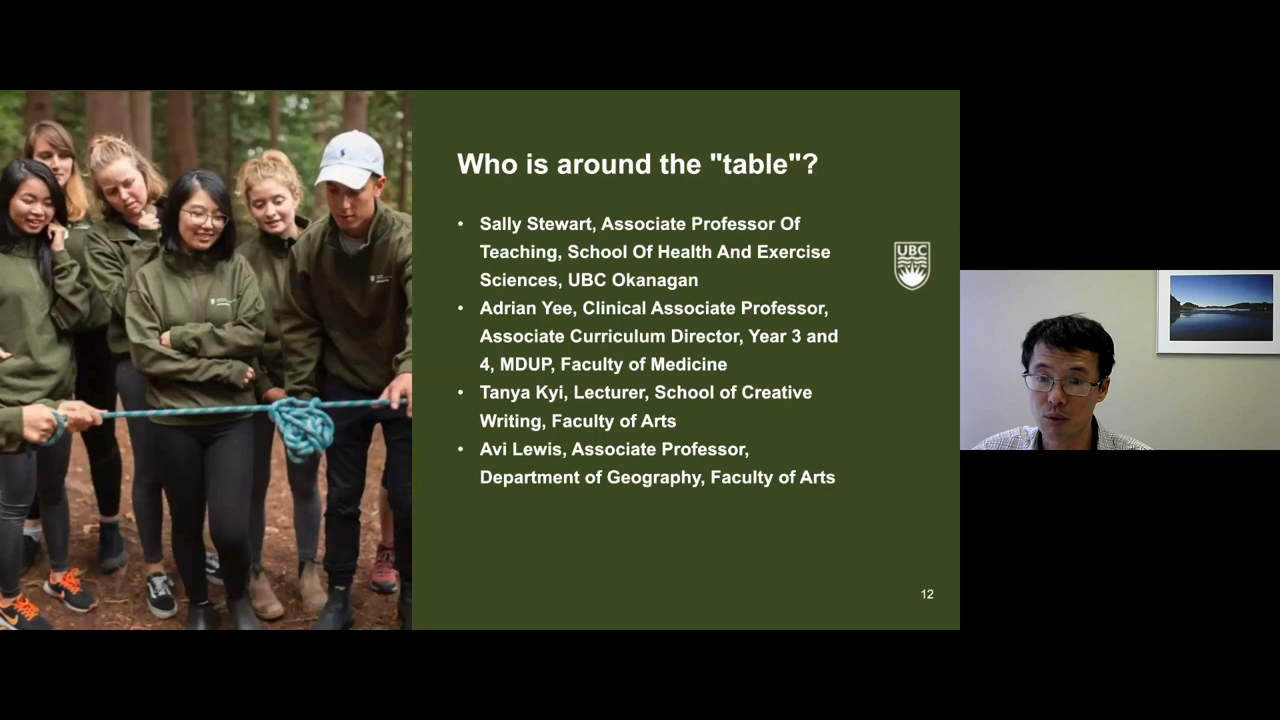 Who is around the "table"?
• Sally Stewart, Associate Professor Of
Teaching, School Of Health And Exercise
Sciences, UBC Okanagan
• Adrian Yee, Clinical Associate Professor,
Associate Curriculum Director, Year 3 and
4, MDUP, Faculty of Medicine
• Tanya Kyi, Lecturer, School of Creative
Writing, Faculty of Arts
• Avi Lewis, Associate Professor,
Department of Geography, Faculty of Arts
UBC
12